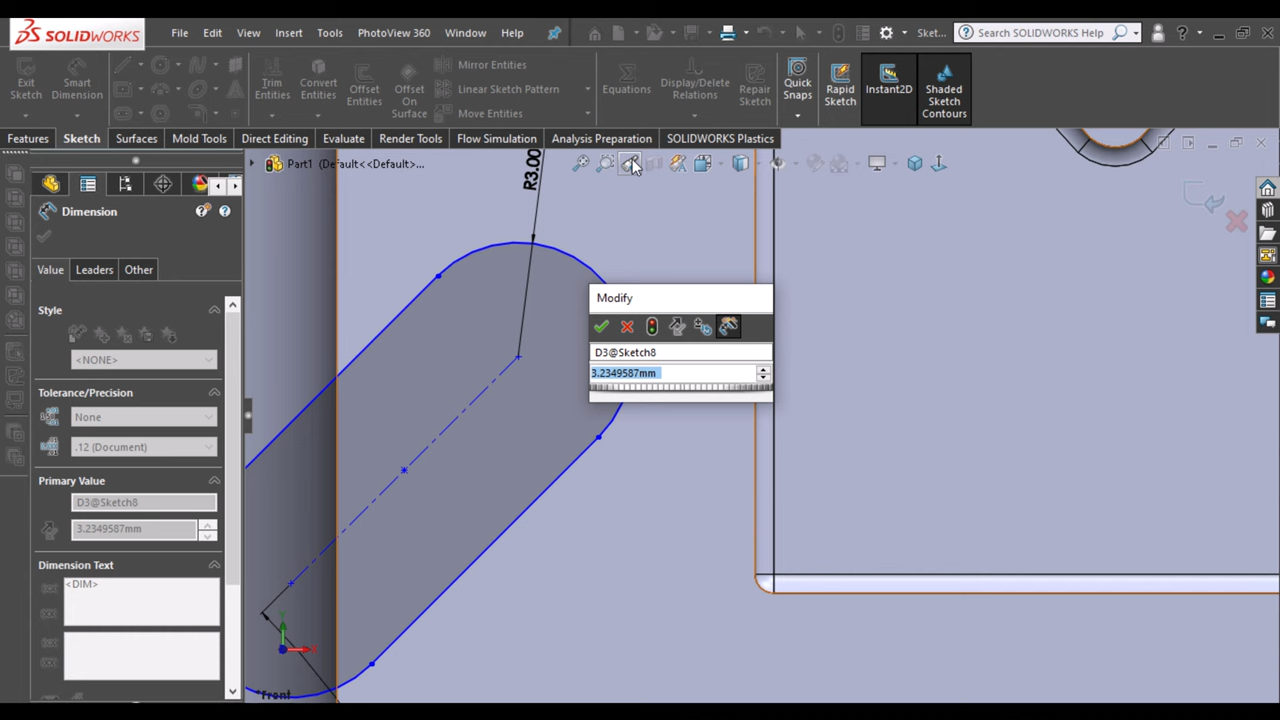 SOLIDWORKS
File Edit View Insert Tools PhotoView 360 Window Help
Sket...
Search SOLIDWORKS Help
Exit Sketch
Smart Dimension
Trim Entities
Convert Entities
Offset Entities
Offset On Surface
Mirror Entities
Linear Sketch Pattern
Move Entities
Equations
Display/Delete Relations
Repair Sketch
Quick Snaps
Rapid Sketch
Instant2D
Shaded Sketch Contours
Features Sketch Surfaces Mold Tools Direct Editing Evaluate Render Tools Flow Simulation Analysis Preparation SOLIDWORKS Plastics
Part1 (Default<<Default>...
Dimension
Value Leaders Other
Style
<NONE>
Tolerance/Precision
None
.12 (Document)
Primary Value
D3@Sketch8
3.2349587mm
Dimension Text
<DIM>
R3.00
Modify
D3@Sketch8
3.2349587mm
Y
X
*Front